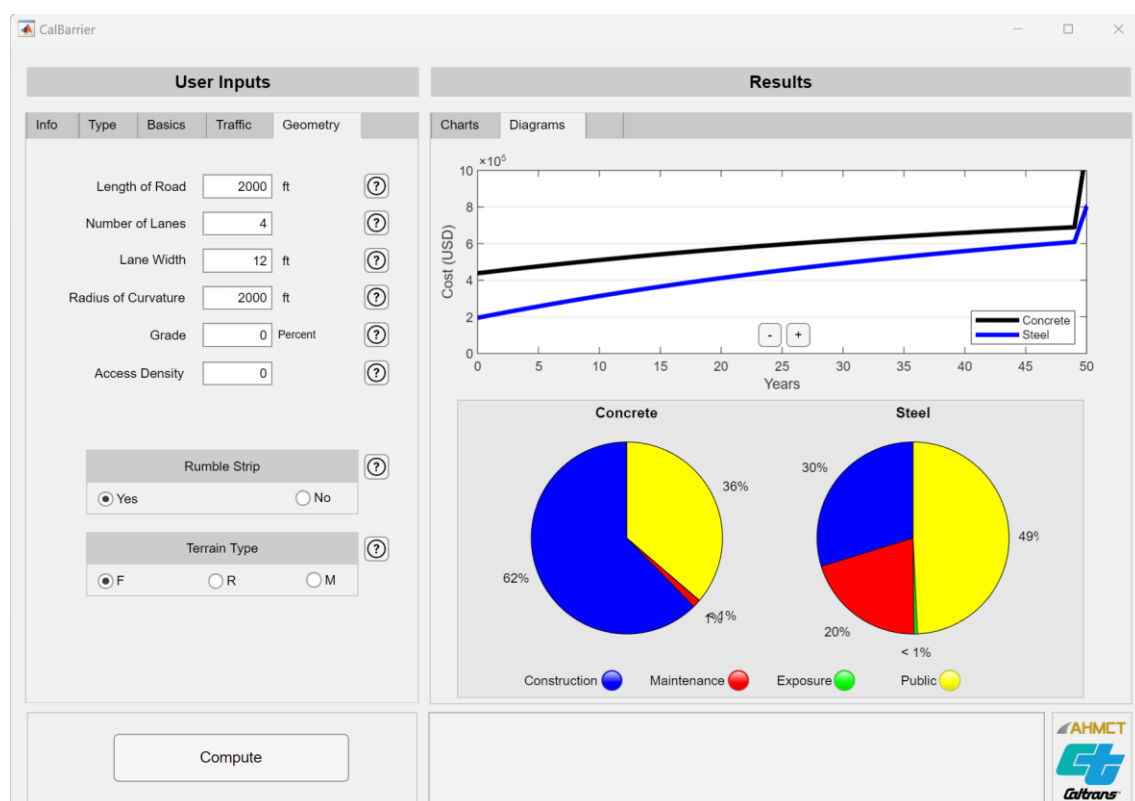 CalBarrier
User Inputs
Info Type Basics Traffic Geometry
Length of Road 2000 ft ?
Number of Lanes 4 ?
Lane Width 12 ft ?
Radius of Curvature 2000 ft ?
Grade 0 Percent ?
Access Density 0 ?
Rumble Strip ?
Yes No
Terrain Type ?
F R M
Compute
Results
Charts Diagrams
×10⁵
10
8
6
4
2
0
Cost (USD)
- +
Concrete
Steel
0 5 10 15 20 25 30 35 40 45 50
Years
Concrete Steel
36%
62%
1%
30%
49%
20%
< 1%
Construction Maintenance Exposure Public
AHMCT
Ct
Caltrans